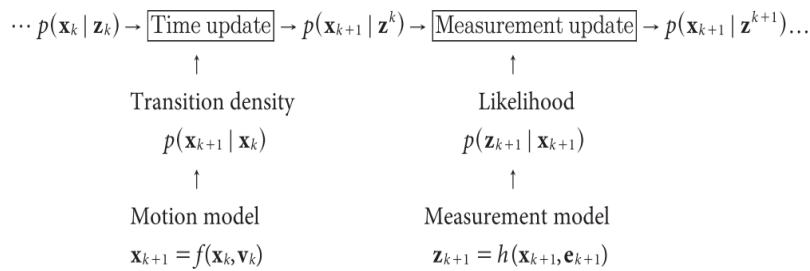 ⋯ p(x_k | z_k) → Time update → p(x_{k+1} | z^k) → Measurement update → p(x_{k+1} | z^{k+1})…
↑ ↑
Transition density Likelihood
p(x_{k+1} | x_k) p(z_{k+1} | x_{k+1})
↑ ↑
Motion model Measurement model
x_{k+1} = f(x_k, v_k) z_{k+1} = h(x_{k+1}, e_{k+1})